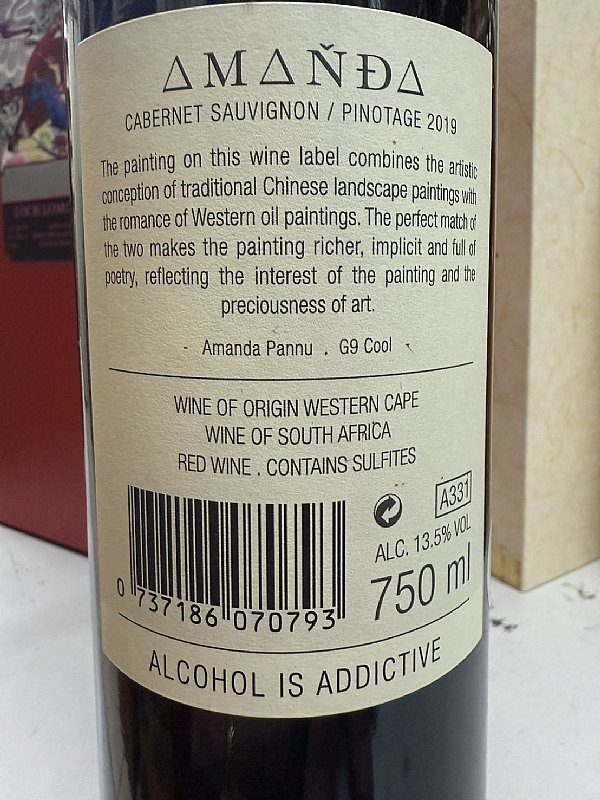 AMAŇĐA
CABERNET SAUVIGNON / PINOTAGE 2019
The painting on this wine label combines the artistic
conception of traditional Chinese landscape paintings with
the romance of Western oil paintings. The perfect match of
the two makes the painting richer, implicit and full of
poetry, reflecting the interest of the painting and the
preciousness of art.
Amanda Pannu . G9 Cool
WINE OF ORIGIN WESTERN CAPE
WINE OF SOUTH AFRICA
RED WINE . CONTAINS SULFITES
A331
ALC. 13.5% VOL
750 ml
0 737186 070793
ALCOHOL IS ADDICTIVE